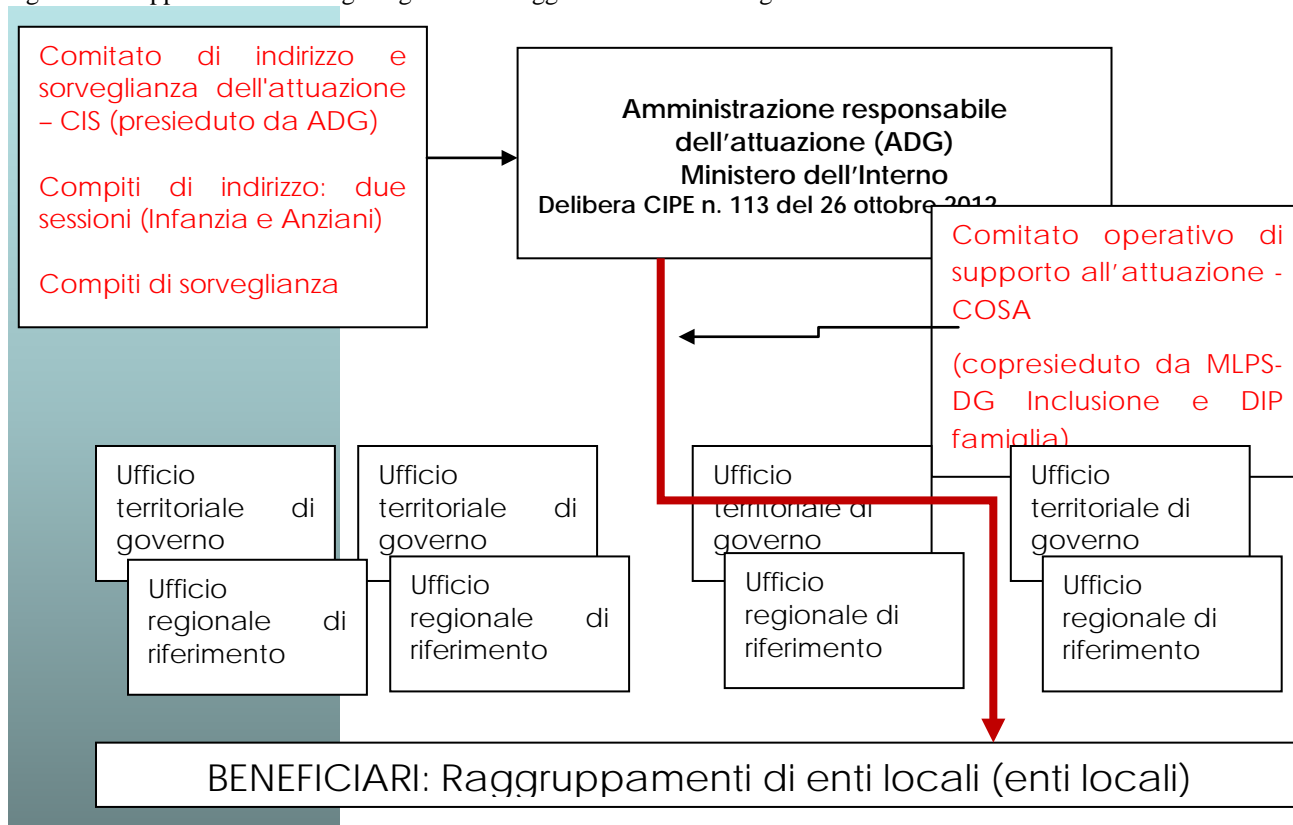 Comitato di indirizzo e
sorveglianza dell'attuazione
– CIS (presieduto da ADG)
Compiti di indirizzo: due
sessioni (Infanzia e Anziani)
Compiti di sorveglianza
Amministrazione responsabile
dell’attuazione (ADG)
Ministero dell’Interno
Delibera CIPE n. 113 del 26 ottobre 2012
Comitato operativo di
supporto all’attuazione -
COSA
(copresieduto da MLPS-
DG Inclusione e DIP
famiglia)
Ufficio
territoriale di
governo
Ufficio
regionale di
riferimento
Ufficio
territoriale di
governo
Ufficio
regionale di
riferimento
Ufficio
territoriale di
governo
Ufficio
regionale di
riferimento
Ufficio
territoriale di
governo
Ufficio
regionale di
riferimento
BENEFICIARI: Raggruppamenti di enti locali (enti locali)